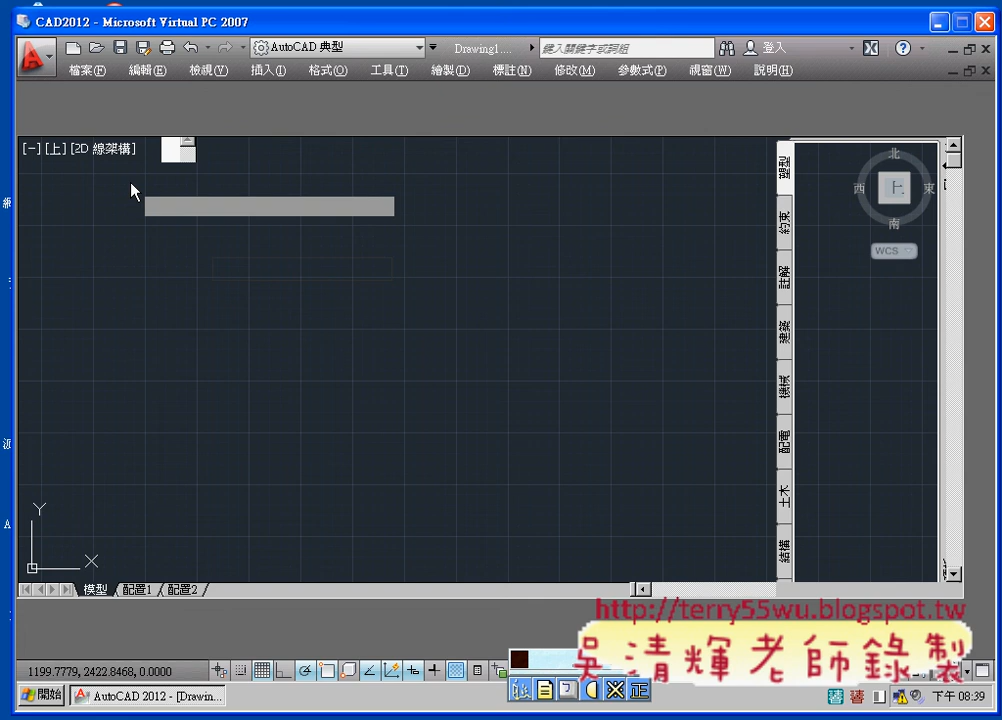 CAD2012 - Microsoft Virtual PC 2007
AutoCAD 典型
Drawing1....
鍵入關鍵字或詞組
登入
檔案(F) 編輯(E) 檢視(V) 插入(I) 格式(O) 工具(T) 繪製(D) 標註(N) 修改(M) 參數式(P) 視窗(W) 說明(H)
[−] [上] [2D 線架構]
塑型
約束
註解
建築
機械
配電
土木
結構
北
西 上 東
南
WCS
Y
X
模型 配置1 配置2
http://terry55wu.blogspot.tw
吳清輝老師錄製
1199.7779, 2422.8468, 0.0000
開始
AutoCAD 2012 - [Drawin...
下午 08:39